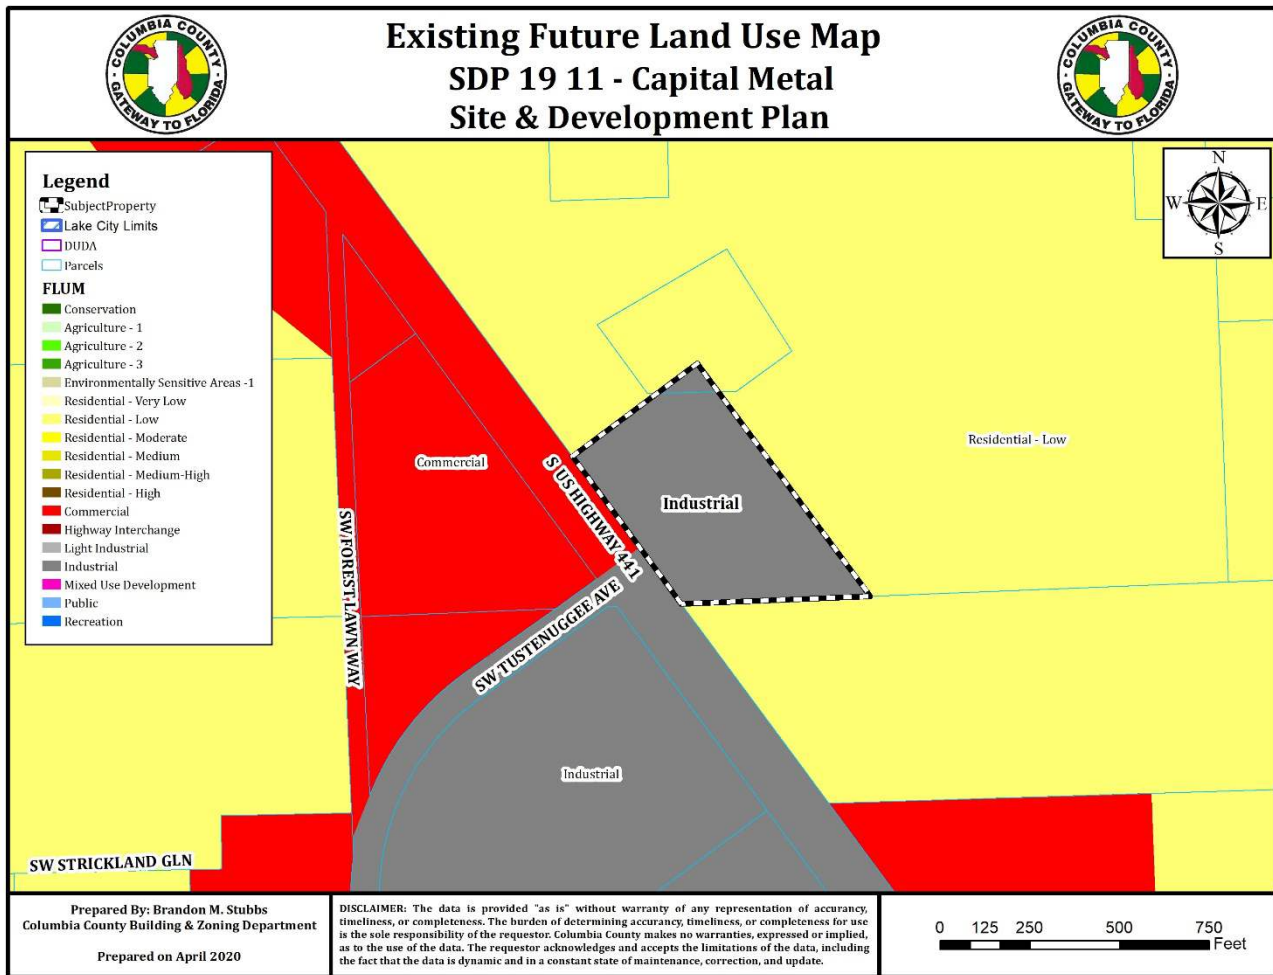 COLUMBIA COUNTY
GATEWAY TO FLORIDA
Existing Future Land Use Map
SDP 19 11 - Capital Metal
Site & Development Plan
COLUMBIA COUNTY
GATEWAY TO FLORIDA
Legend
SubjectProperty
Lake City Limits
DUDA
Parcels
FLUM
Conservation
Agriculture - 1
Agriculture - 2
Agriculture - 3
Environmentally Sensitive Areas -1
Residential - Very Low
Residential - Low
Residential - Moderate
Residential - Medium
Residential - Medium-High
Residential - High
Commercial
Highway Interchange
Light Industrial
Industrial
Mixed Use Development
Public
Recreation
N
W E
S
Residential - Low
Commercial
S US HIGHWAY 441
Industrial
SW FOREST LAWN WAY
SW TUSTENUGGEE AVE
Industrial
SW STRICKLAND GLN
Prepared By: Brandon M. Stubbs
Columbia County Building & Zoning Department
Prepared on April 2020
DISCLAIMER: The data is provided "as is" without warranty of any representation of accurancy,
timeliness, or completeness. The burden of determining accuracy, timeliness, or completeness for use
is the sole responsibility of the requestor. Columbia County makes no warranties, expressed or implied,
as to the use of the data. The requestor acknowledges and accepts the limitations of the data, including
the fact that the data is dynamic and in a constant state of maintenance, correction, and update.
0 125 250 500 750
Feet